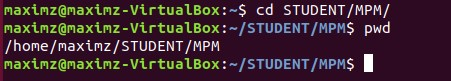 maximz@maximz-VirtualBox:~$ cd STUDENT/MPM/
maximz@maximz-VirtualBox:~/STUDENT/MPM$ pwd
/home/maximz/STUDENT/MPM
maximz@maximz-VirtualBox:~/STUDENT/MPM$